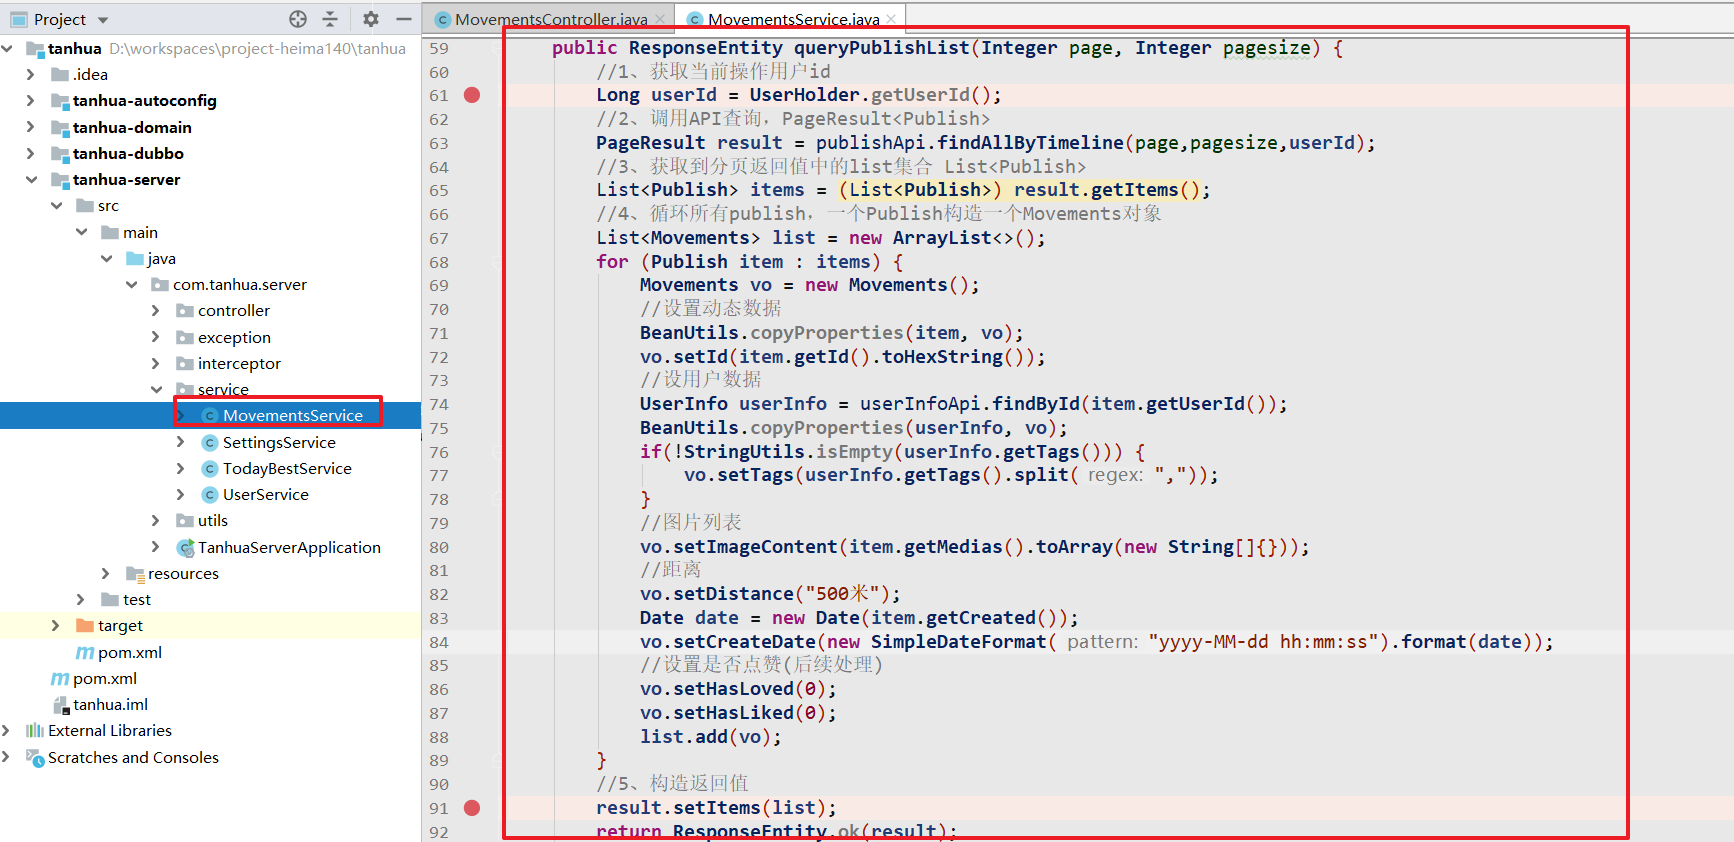 Project
tanhua D:\workspaces\project-heima140\tanhua
.idea
tanhua-autoconfig
tanhua-domain
tanhua-dubbo
tanhua-server
src
main
java
com.tanhua.server
controller
exception
interceptor
service
MovementsService
SettingsService
TodayBestService
UserService
utils
TanhuaServerApplication
resources
test
target
pom.xml
pom.xml
tanhua.iml
External Libraries
Scratches and Consoles
MovementsController.java
MovementsService.java
59 public ResponseEntity queryPublishList(Integer page, Integer pagesize) {
60 //1、获取当前操作用户id
61 Long userId = UserHolder.getUserId();
62 //2、调用API查询，PageResult<Publish>
63 PageResult result = publishApi.findAllByTimeline(page,pagesize,userId);
64 //3、获取到分页返回值中的list集合 List<Publish>
65 List<Publish> items = (List<Publish>) result.getItems();
66 //4、循环所有publish，一个Publish构造一个Movements对象
67 List<Movements> list = new ArrayList<>();
68 for (Publish item : items) {
69 Movements vo = new Movements();
70 //设置动态数据
71 BeanUtils.copyProperties(item, vo);
72 vo.setId(item.getId().toHexString());
73 //设用户数据
74 UserInfo userInfo = userInfoApi.findById(item.getUserId());
75 BeanUtils.copyProperties(userInfo, vo);
76 if(!StringUtils.isEmpty(userInfo.getTags())) {
77 vo.setTags(userInfo.getTags().split( regex: ","));
78 }
79 //图片列表
80 vo.setImageContent(item.getMedias().toArray(new String[]{}));
81 //距离
82 vo.setDistance("500米");
83 Date date = new Date(item.getCreated());
84 vo.setCreateDate(new SimpleDateFormat( pattern: "yyyy-MM-dd hh:mm:ss").format(date));
85 //设置是否点赞(后续处理)
86 vo.setHasLoved(0);
87 vo.setHasLiked(0);
88 list.add(vo);
89 }
90 //5、构造返回值
91 result.setItems(list);
92 return ResponseEntity.ok(result);